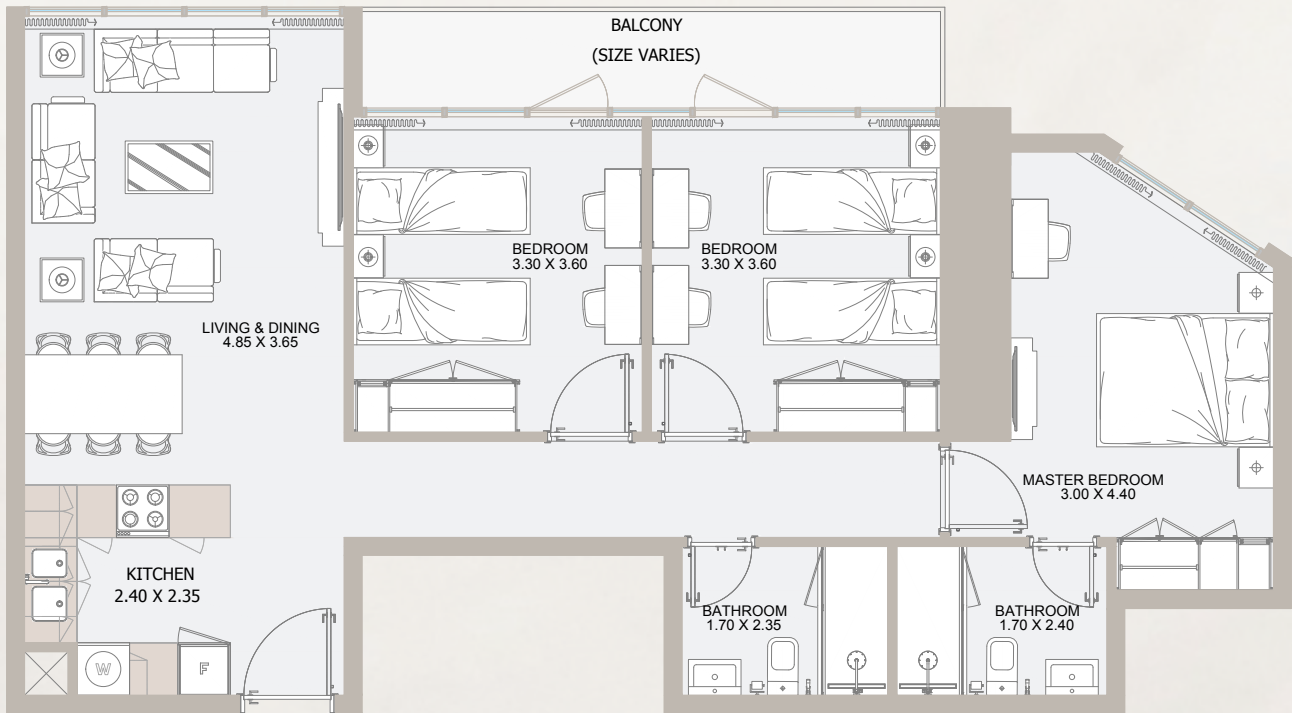 BALCONY
(SIZE VARIES)
BEDROOM
3.30 X 3.60
BEDROOM
3.30 X 3.60
LIVING & DINING
4.85 X 3.65
MASTER BEDROOM
3.00 X 4.40
KITCHEN
2.40 X 2.35
BATHROOM
1.70 X 2.35
BATHROOM
1.70 X 2.40
W
F